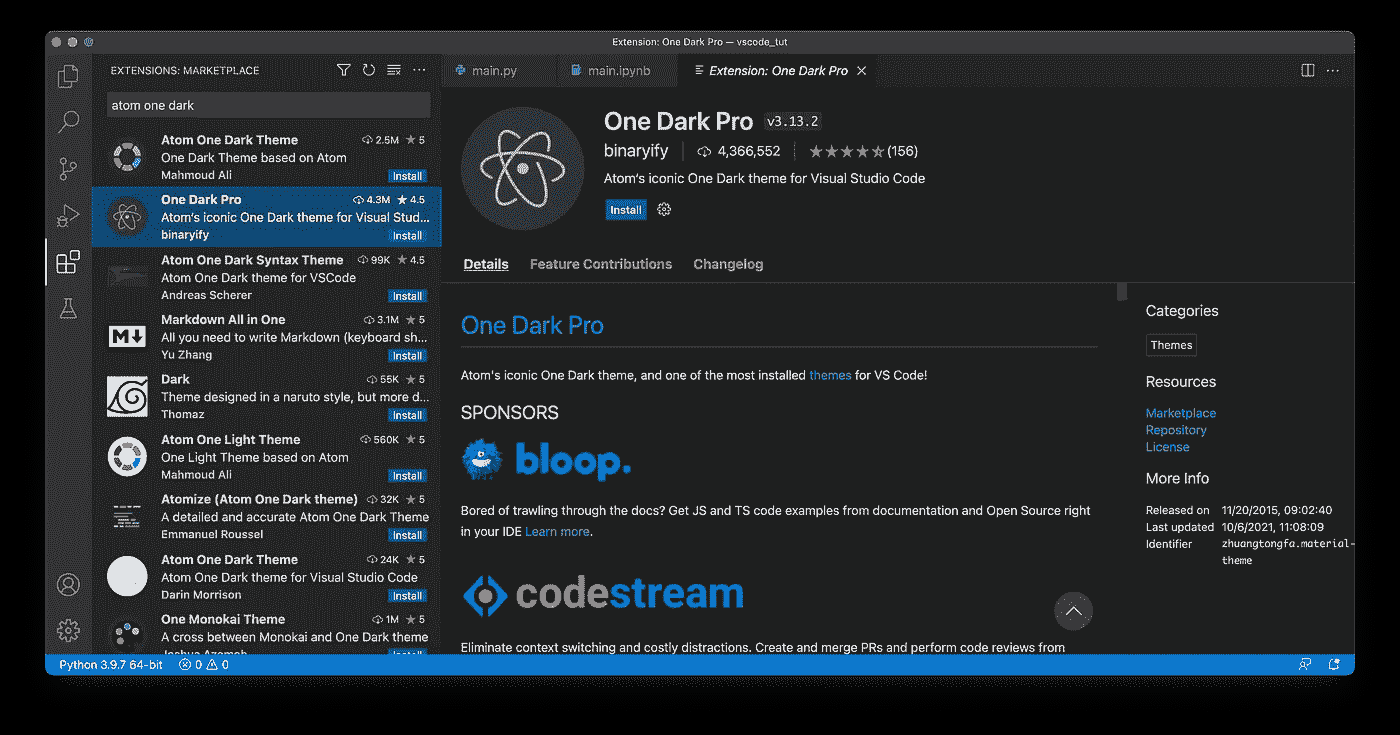 Extension: One Dark Pro — vscode_tut
EXTENSIONS: MARKETPLACE
main.py
main.ipynb
Extension: One Dark Pro
atom one dark
Atom One Dark Theme 2.5M ★ 5
One Dark Theme based on Atom
Mahmoud Ali Install
One Dark Pro 4.3M ★ 4.5
Atom's iconic One Dark theme for Visual Stud...
binaryify Install
Atom One Dark Syntax Theme 99K ★ 4.5
Atom One Dark theme for VSCode
Andreas Scherer Install
Markdown All in One 3.1M ★ 5
All you need to write Markdown (keyboard sh...
Yu Zhang Install
Dark 55K ★ 5
Theme designed in a naruto style, but more d...
Thomaz Install
Atom One Light Theme 560K ★ 5
One Light Theme based on Atom
Mahmoud Ali Install
Atomize (Atom One Dark theme) 32K ★ 5
A detailed and accurate Atom One Dark Theme
Emmanuel Roussel Install
Atom One Dark Theme 24K ★ 5
Atom One Dark theme for Visual Studio Code
Darin Morrison Install
One Monokai Theme 1M ★ 5
A cross between Monokai and One Dark theme
One Dark Pro v3.13.2
binaryify 4,366,552 (156)
Atom's iconic One Dark theme for Visual Studio Code
Install
Details Feature Contributions Changelog
One Dark Pro
Atom's iconic One Dark theme, and one of the most installed themes for VS Code!
SPONSORS
bloop.
Bored of trawling through the docs? Get JS and TS code examples from documentation and Open Source right
in your IDE Learn more.
codestream
Eliminate context switching and costly distractions. Create and merge PRs and perform code reviews from
Categories
Themes
Resources
Marketplace
Repository
License
More Info
Released on 11/20/2015, 09:02:40
Last updated 10/6/2021, 11:08:09
Identifier zhuangtongfa.material-
theme
Python 3.9.7 64-bit 0 0